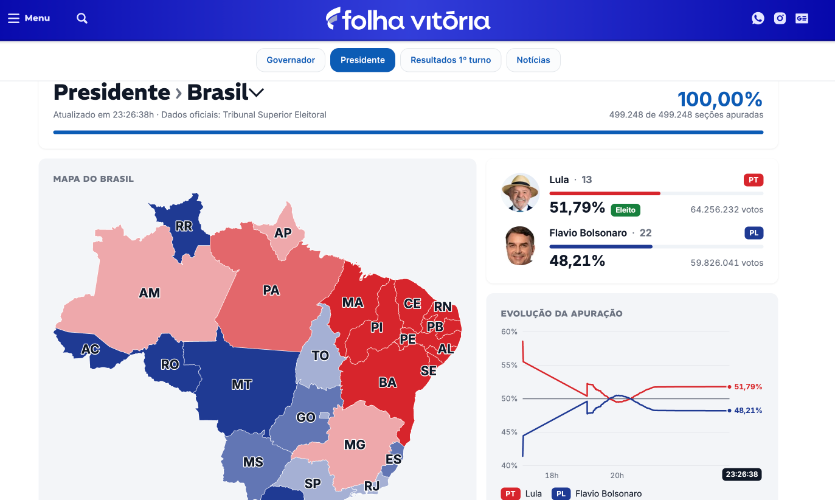 Menu
folha vitória
GE
Governador
Presidente
Resultados 1º turno
Notícias
Presidente › Brasil
100,00%
Atualizado em 23:26:38h · Dados oficiais: Tribunal Superior Eleitoral
499.248 de 499.248 seções apuradas
MAPA DO BRASIL
RR
AP
AM
PA
MA
CE
RN
PI
PB
PE
AL
AC
RO
TO
SE
MT
BA
GO
MG
MS
ES
SP
RJ
Lula · 13
PT
51,79%
Eleito
64.256.232 votos
Flavio Bolsonaro · 22
PL
48,21%
59.826.041 votos
EVOLUÇÃO DA APURAÇÃO
60%
55%
50%
45%
40%
51,79%
48,21%
18h
20h
23:26:38
PT Lula
PL Flavio Bolsonaro